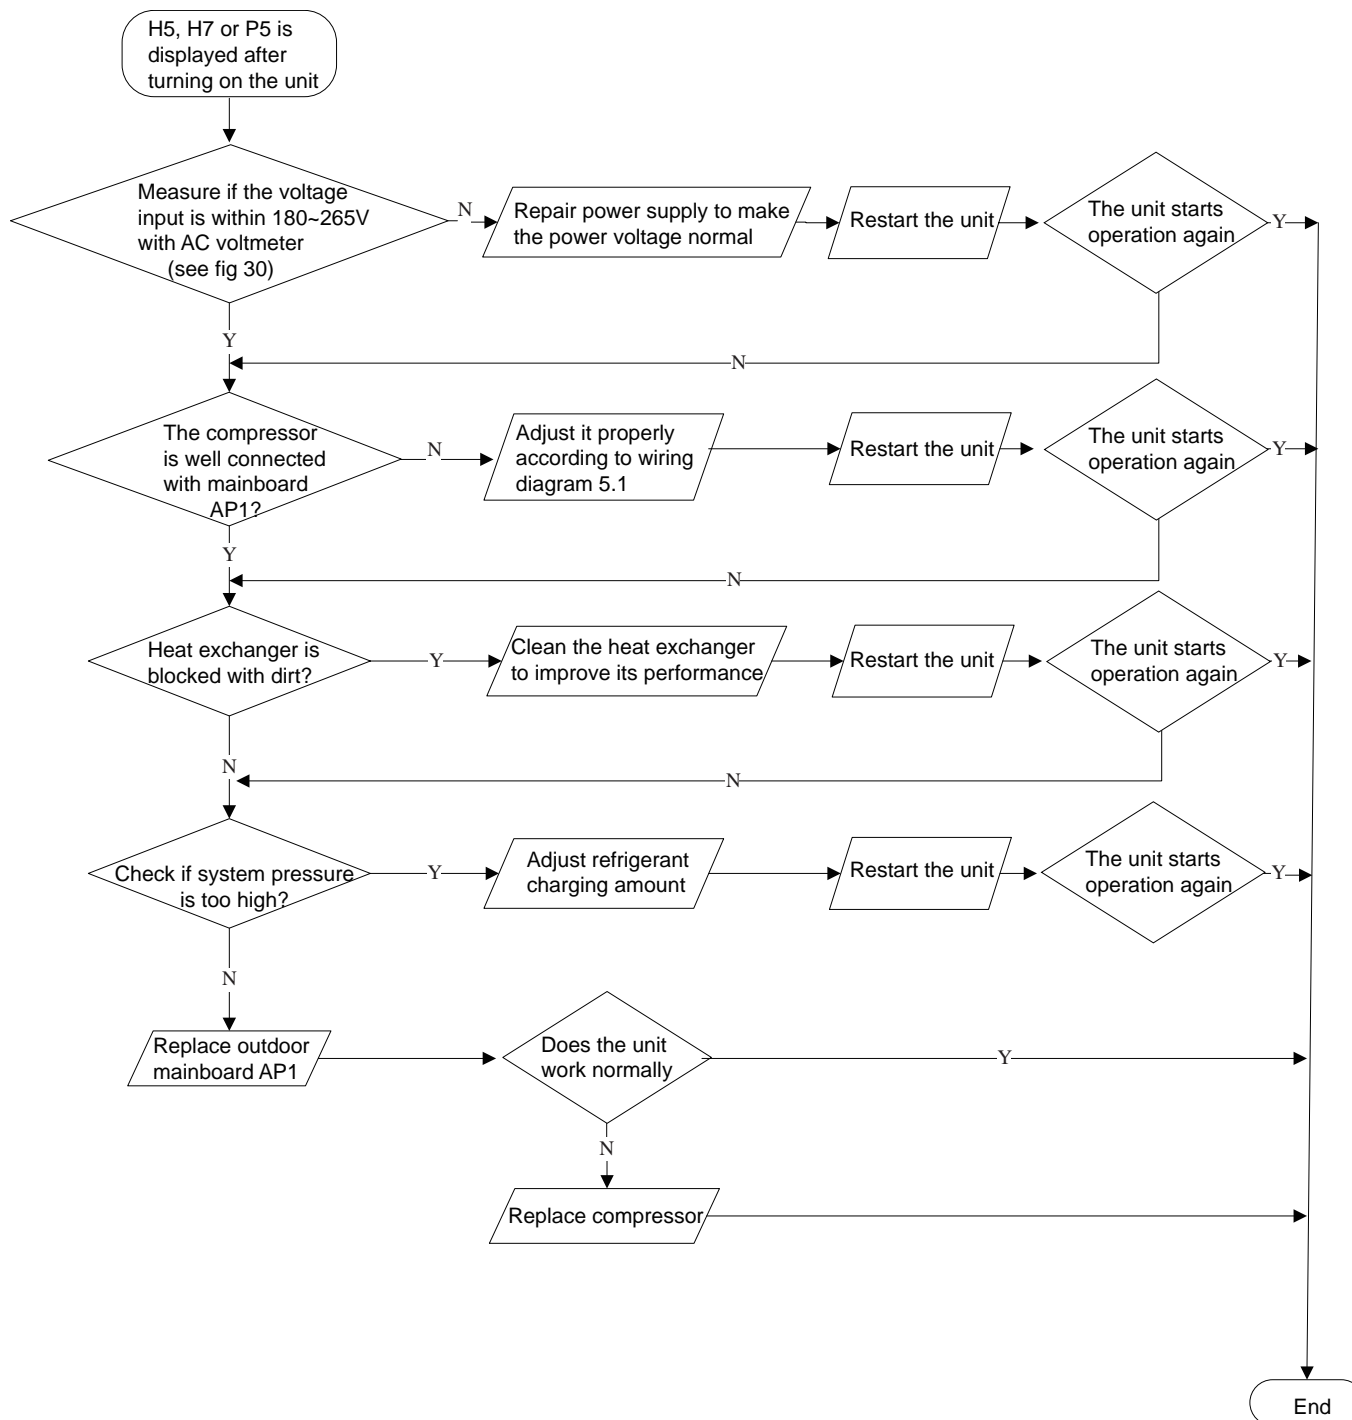 H5, H7 or P5 is
displayed after
turning on the unit
Measure if the voltage
input is within 180~265V
with AC voltmeter
(see fig 30)
N
Repair power supply to make
the power voltage normal
Restart the unit
The unit starts
operation again
Y
Y
N
The compressor
is well connected
with mainboard
AP1?
N
Adjust it properly
according to wiring
diagram 5.1
Restart the unit
The unit starts
operation again
Y
Y
N
Heat exchanger is
blocked with dirt?
Y
Clean the heat exchanger
to improve its performance
Restart the unit
The unit starts
operation again
Y
N
N
Check if system pressure
is too high?
Y
Adjust refrigerant
charging amount
Restart the unit
The unit starts
operation again
Y
N
Replace outdoor
mainboard AP1
Does the unit
work normally
Y
N
Replace compressor
End